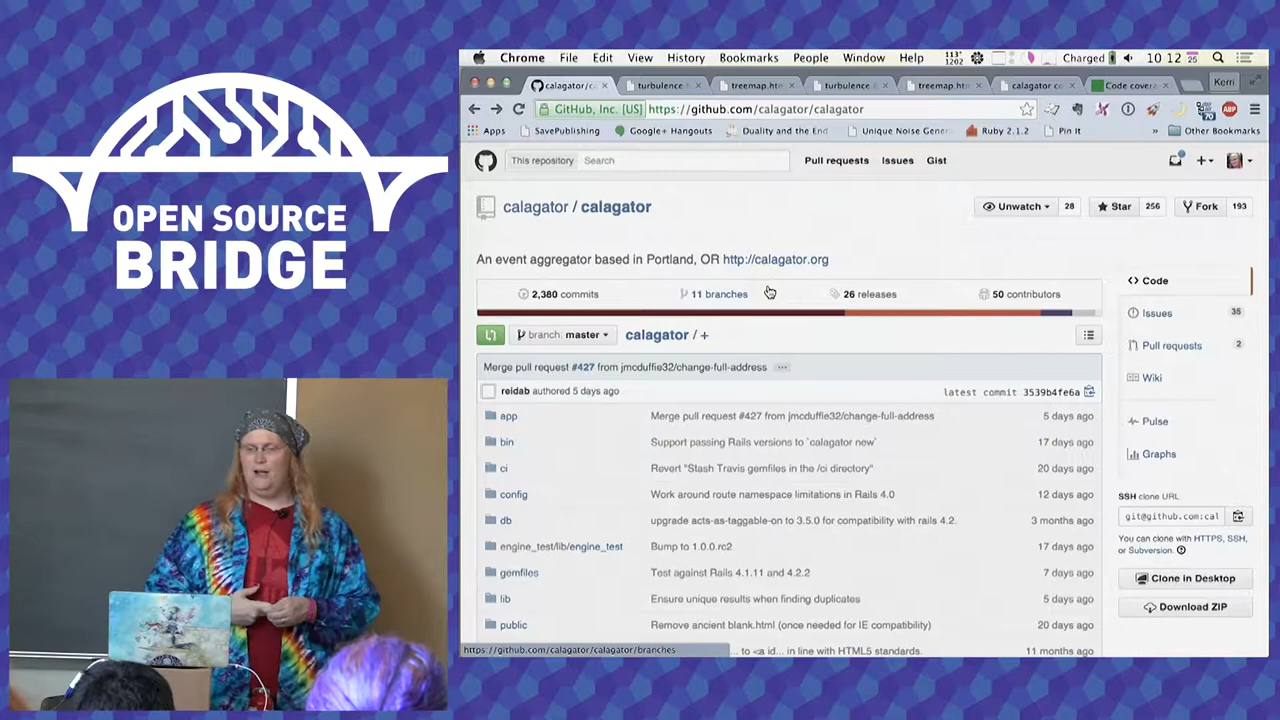 OPEN SOURCE
BRIDGE
Chrome File Edit View History Bookmarks People Window Help 113° 1202 Charged 10 12 25
calagator/c turbulence treemap.htm turbulence treemap.htm calagator co Code covera Kerri
GitHub, Inc. [US] https://github.com/calagator/calagator 70 ABP
Apps SavePublishing Google+ Hangouts Duality and the End Unique Noise Gener Ruby 2.1.2 Pin It » Other Bookmarks
This repository Search Pull requests Issues Gist
calagator / calagator Unwatch 28 Star 256 Fork 193
An event aggregator based in Portland, OR http://calagator.org
2,380 commits 11 branches 26 releases 50 contributors
branch: master calagator / +
Merge pull request #427 from jmcduffie32/change-full-address ...
reidab authored 5 days ago latest commit 3539b4fe6a
app Merge pull request #427 from jmcduffie32/change-full-address 5 days ago
bin Support passing Rails versions to `calagator new` 17 days ago
ci Revert "Stash Travis gemfiles in the /ci directory" 20 days ago
config Work around route namespace limitations in Rails 4.0 12 days ago
db upgrade acts-as-taggable-on to 3.5.0 for compatibility with rails 4.2. 3 months ago
engine_test/lib/engine_test Bump to 1.0.0.rc2 17 days ago
gemfiles Test against Rails 4.1.11 and 4.2.2 7 days ago
lib Ensure unique results when finding duplicates 7 days ago
public Remove ancient blank.html (once needed for IE compatibility) 20 days ago
... to <a id... in line with HTML5 standards. 11 months ago
https://github.com/calagator/calagator/branches
Code
Issues 35
Pull requests 2
Wiki
Pulse
Graphs
SSH clone URL
git@github.com:cal
You can clone with HTTPS, SSH,
or Subversion.
Clone in Desktop
Download ZIP